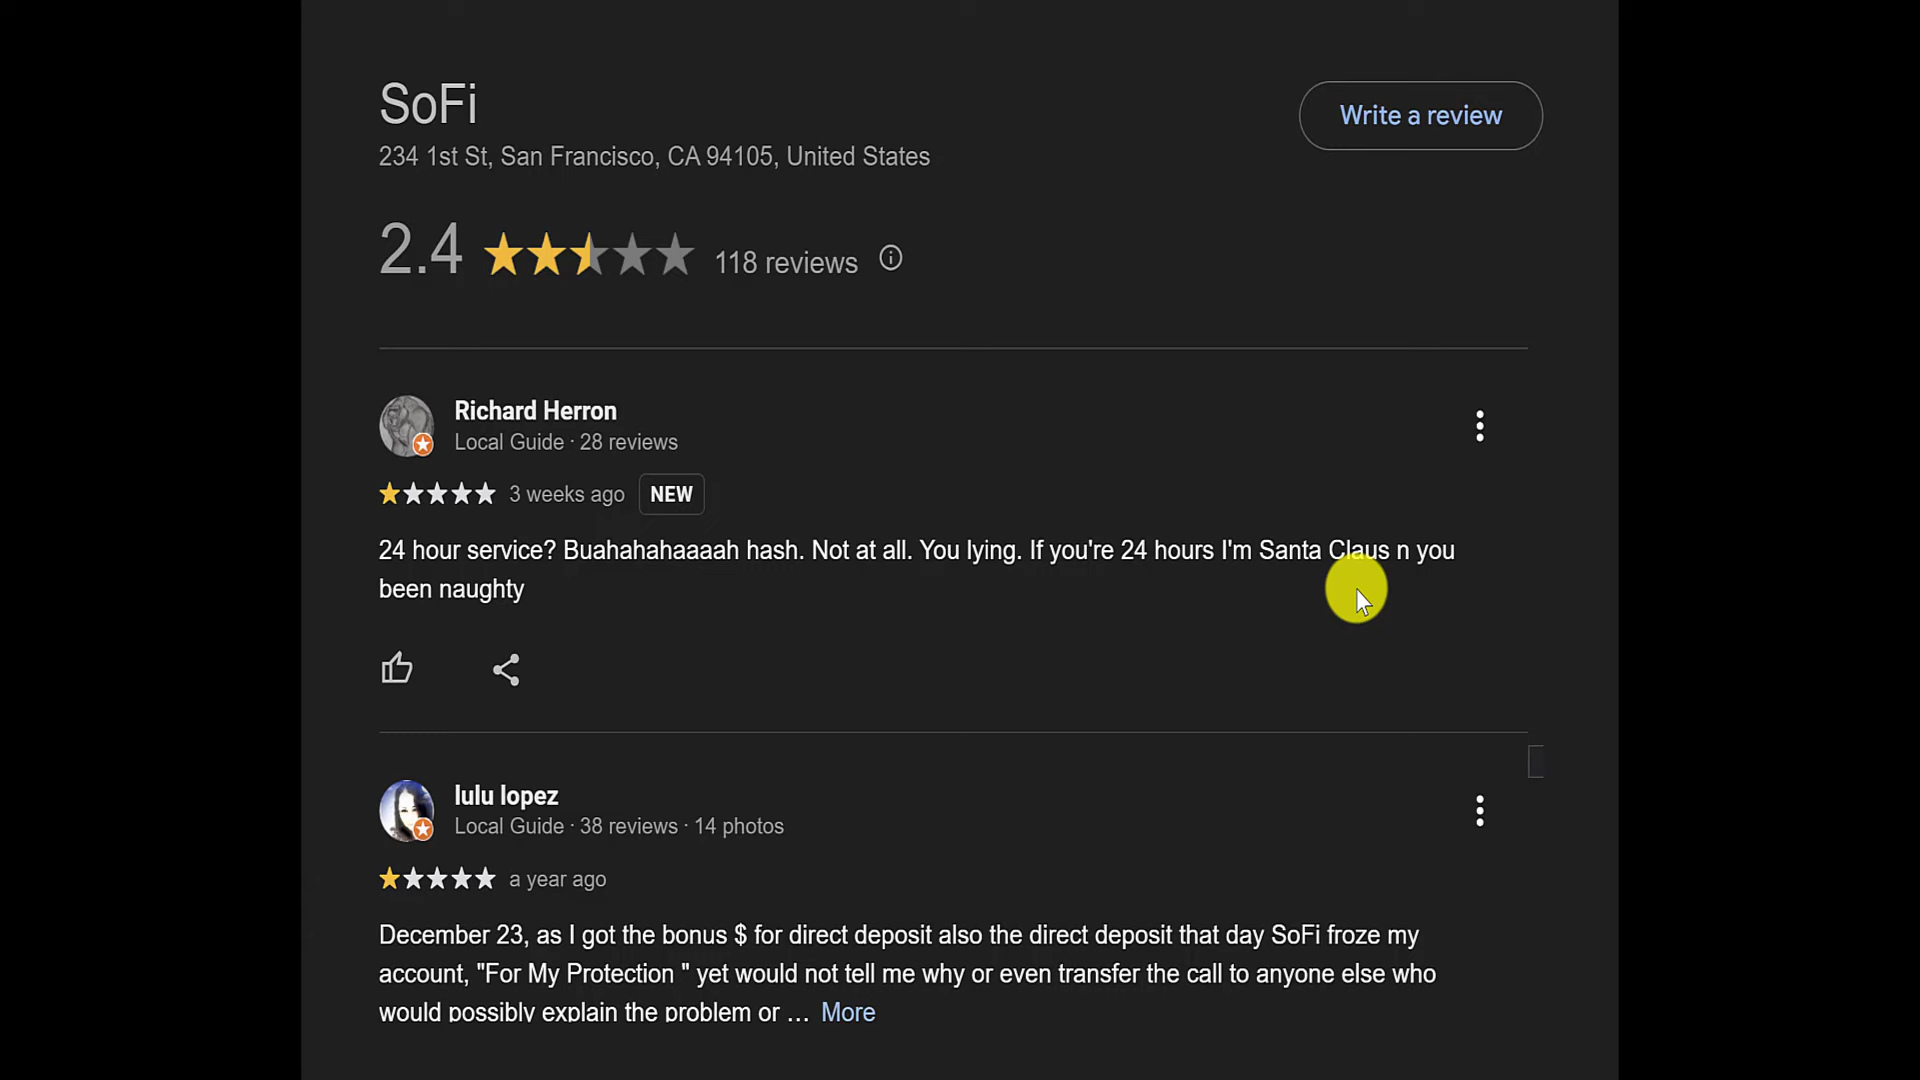 SoFi
Write a review
234 1st St, San Francisco, CA 94105, United States
2.4
118 reviews
Richard Herron
Local Guide · 28 reviews
3 weeks ago
NEW
24 hour service? Buahahahaaaah hash. Not at all. You lying. If you're 24 hours I'm Santa Claus n you
been naughty
lulu lopez
Local Guide · 38 reviews · 14 photos
a year ago
December 23, as I got the bonus $ for direct deposit also the direct deposit that day SoFi froze my
account, "For My Protection " yet would not tell me why or even transfer the call to anyone else who
would possibly explain the problem or … More